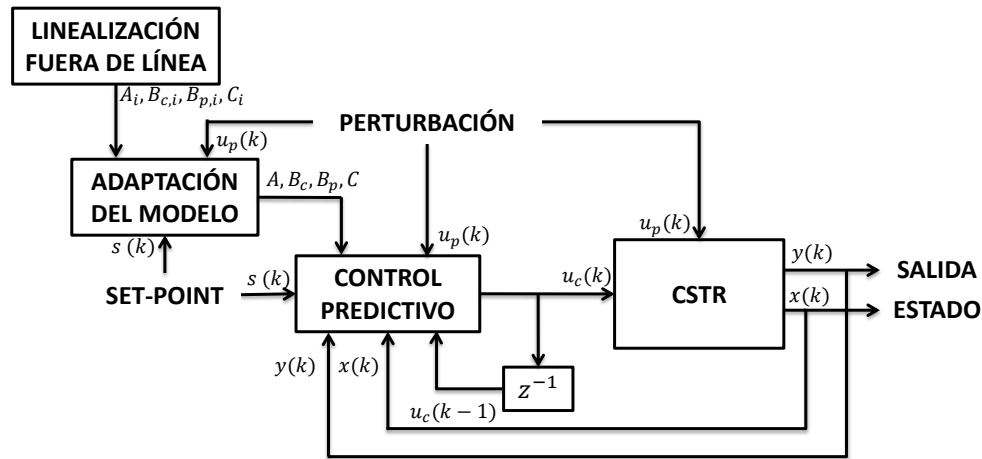 LINEALIZACIÓN
FUERA DE LÍNEA
A_i, B_{c,i}, B_{p,i}, C_i
PERTURBACIÓN
u_p(k)
ADAPTACIÓN
DEL MODELO
A, B_c, B_p, C
s(k)
u_p(k)
u_p(k)
SET-POINT
s(k)
CONTROL
PREDICTIVO
u_c(k)
CSTR
y(k)
SALIDA
x(k)
ESTADO
y(k)
x(k)
z^{-1}
u_c(k-1)